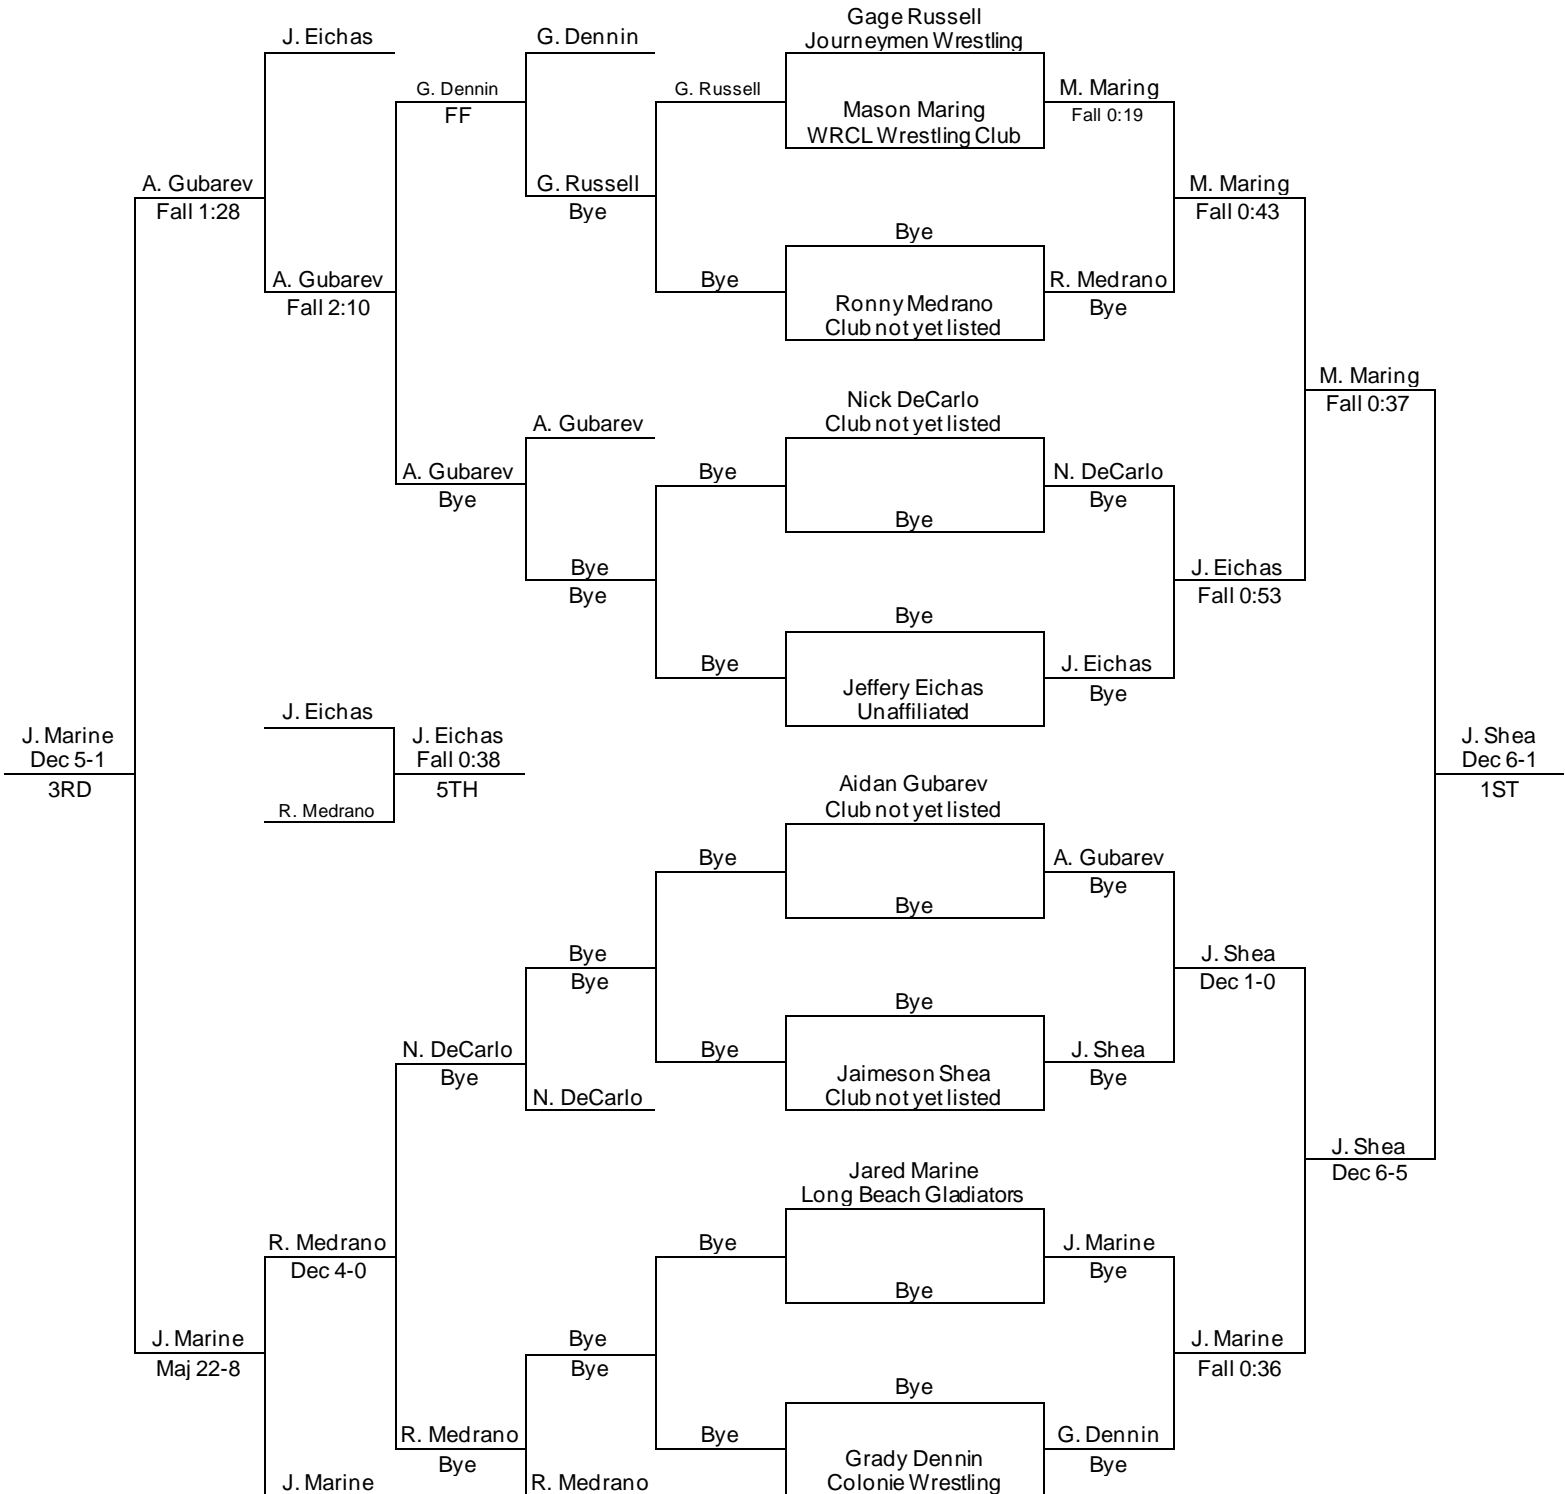 Gage Russell
J. Eichas
G. Dennin
Journeymen Wrestling
G. Dennin
G. Russell
M. Maring
FF
Mason Maring
Fall 0:19
WRCL Wrestling Club
A. Gubarev
G. Russell
M. Maring
Fall 1:28
Bye
Fall 0:43
Bye
A. Gubarev
Bye
R. Medrano
Fall 2:10
Ronny Medrano
Bye
Club not yet listed
M. Maring
Nick DeCarlo
Fall 0:37
A. Gubarev
Club not yet listed
A. Gubarev
Bye
N. DeCarlo
Bye
Bye
Bye
Bye
J. Eichas
Bye
Fall 0:53
Bye
Bye
J. Eichas
Jeffery Eichas
Bye
J. Eichas
Unaffiliated
J. Marine
J. Eichas
J. Shea
Dec 5-1
Fall 0:38
Dec 6-1
3RD
5TH
Aidan Gubarev
1ST
R. Medrano
Club not yet listed
Bye
A. Gubarev
Bye
Bye
Bye
J. Shea
Bye
Dec 1-0
Bye
N. DeCarlo
Bye
J. Shea
Bye
Jaimeson Shea
Bye
N. DeCarlo
Club not yet listed
J. Shea
Jared Marine
Dec 6-5
Long Beach Gladiators
R. Medrano
Bye
J. Marine
Dec 4-0
Bye
Bye
J. Marine
Bye
J. Marine
Maj 22-8
Bye
Fall 0:36
Bye
R. Medrano
Bye
G. Dennin
Bye
Grady Dennin
Bye
J. Marine
R. Medrano
Colonie Wrestling